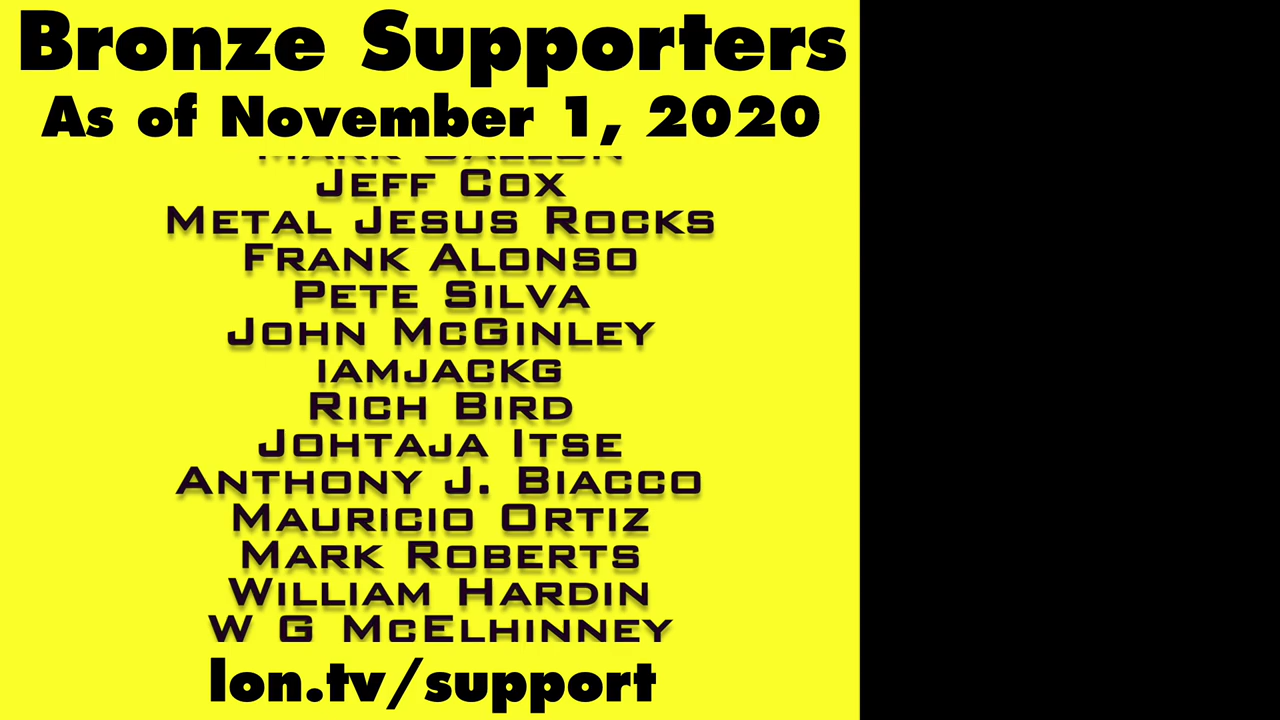 Bronze Supporters
As of November 1, 2020
Jeff Cox
Metal Jesus Rocks
Frank Alonso
Pete Silva
John McGinley
iamjackg
Rich Bird
Johtaja Itse
Anthony J. Biacco
Mauricio Ortiz
Mark Roberts
William Hardin
W G McElhinney
lon.tv/support